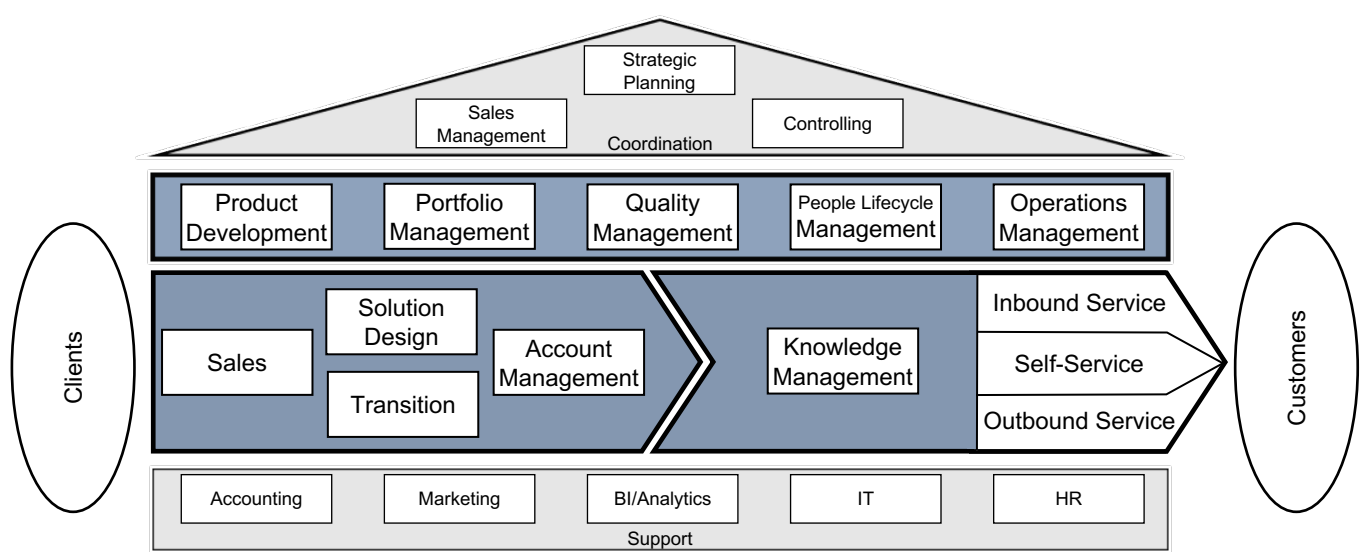 Strategic
Planning
Sales
Management
Controlling
Coordination
Product
Development
Portfolio
Management
Quality
Management
People Lifecycle
Management
Operations
Management
Clients
Sales
Solution
Design
Transition
Account
Management
Knowledge
Management
Inbound Service
Self-Service
Outbound Service
Customers
Accounting
Marketing
BI/Analytics
IT
HR
Support